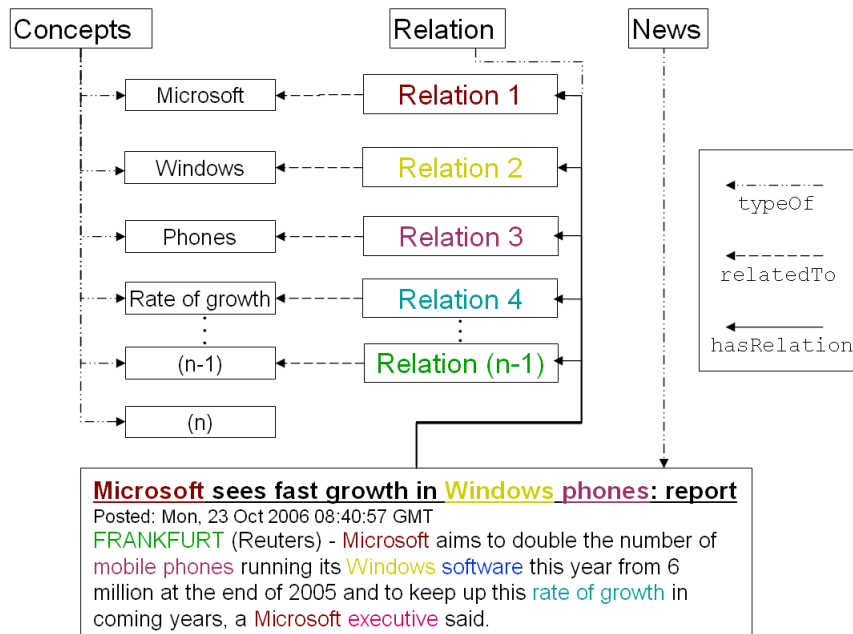 Concepts
Relation
News
Microsoft
Relation 1
Windows
Relation 2
Phones
Relation 3
Rate of growth
Relation 4
(n-1)
Relation (n-1)
(n)
typeOf
relatedTo
hasRelation
Microsoft sees fast growth in Windows phones: report
Posted: Mon, 23 Oct 2006 08:40:57 GMT
FRANKFURT (Reuters) - Microsoft aims to double the number of
mobile phones running its Windows software this year from 6
million at the end of 2005 and to keep up this rate of growth in
coming years, a Microsoft executive said.